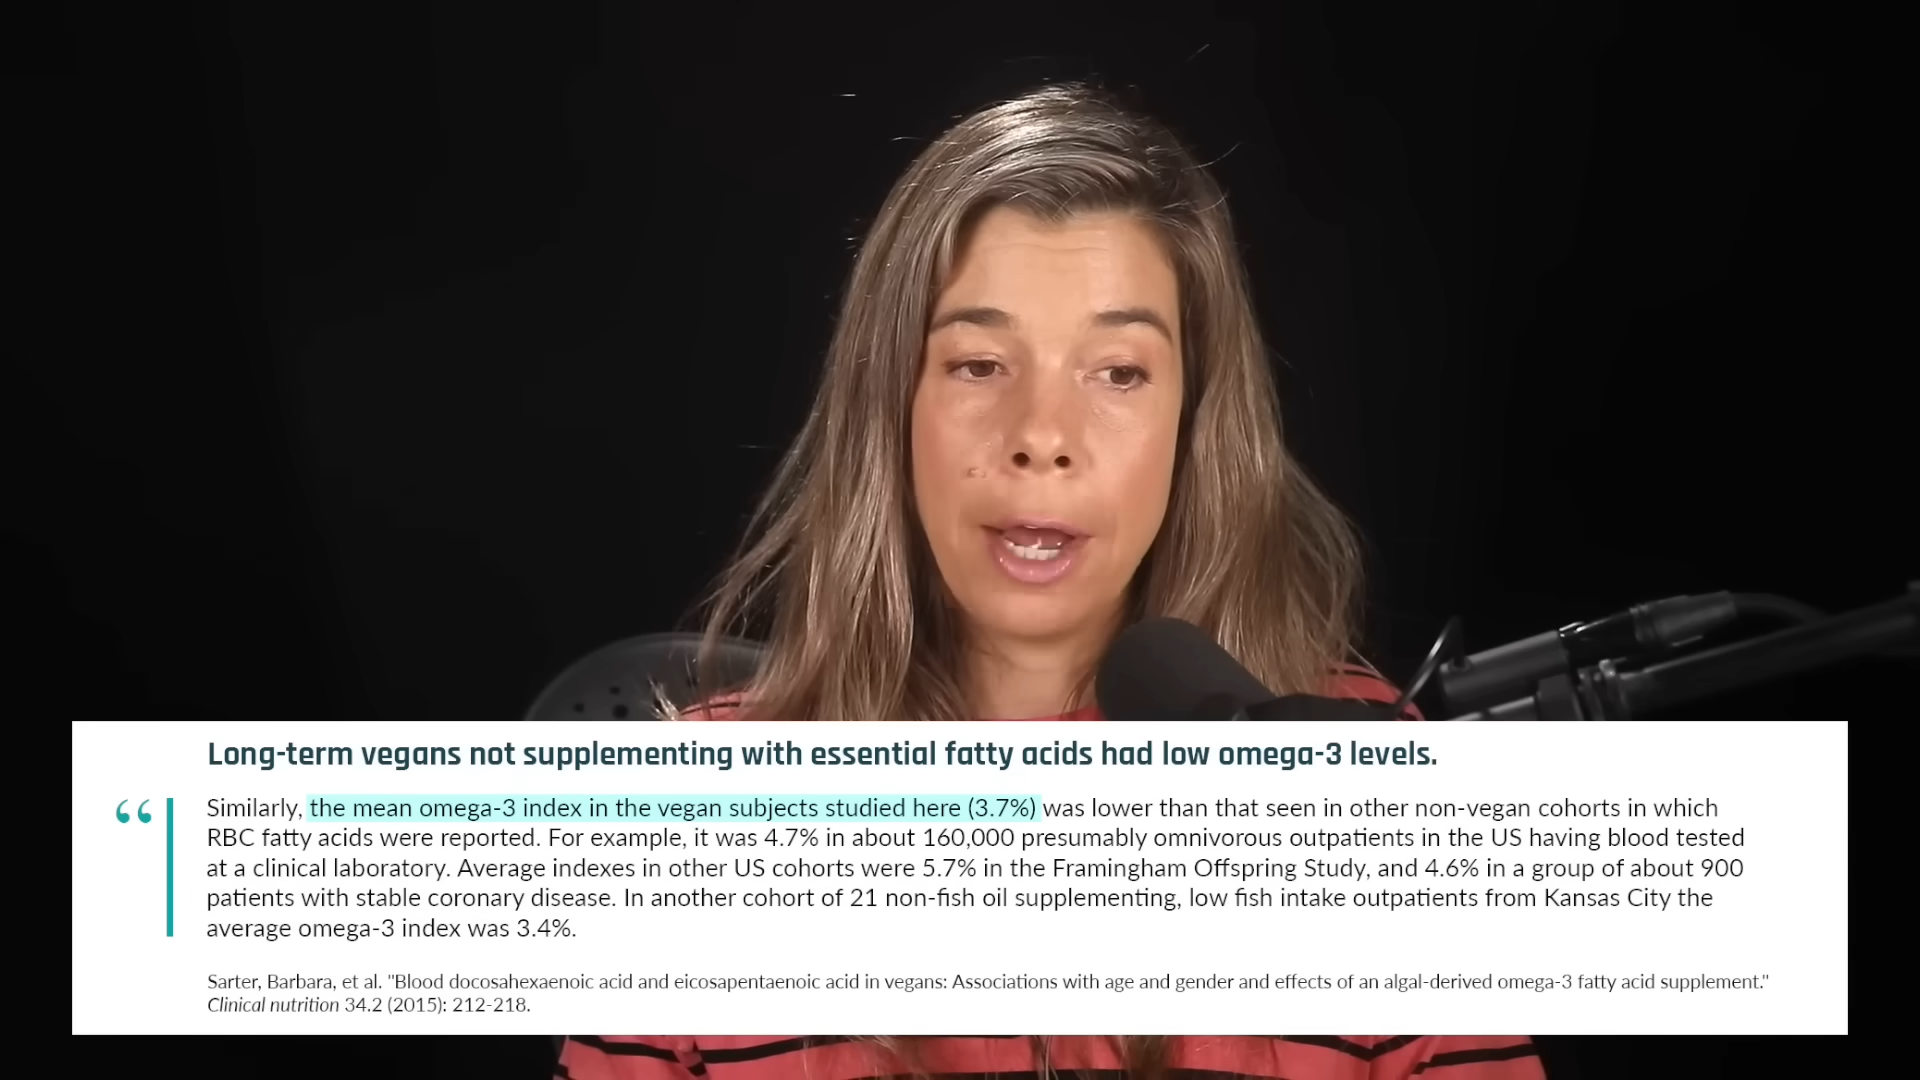 Long-term vegans not supplementing with essential fatty acids had low omega-3 levels.
“ Similarly, the mean omega-3 index in the vegan subjects studied here (3.7%) was lower than that seen in other non-vegan cohorts in which
RBC fatty acids were reported. For example, it was 4.7% in about 160,000 presumably omnivorous outpatients in the US having blood tested
at a clinical laboratory. Average indexes in other US cohorts were 5.7% in the Framingham Offspring Study, and 4.6% in a group of about 900
patients with stable coronary disease. In another cohort of 21 non-fish oil supplementing, low fish intake outpatients from Kansas City the
average omega-3 index was 3.4%.
Sarter, Barbara, et al. "Blood docosahexaenoic acid and eicosapentaenoic acid in vegans: Associations with age and gender and effects of an algal-derived omega-3 fatty acid supplement."
Clinical nutrition 34.2 (2015): 212-218.